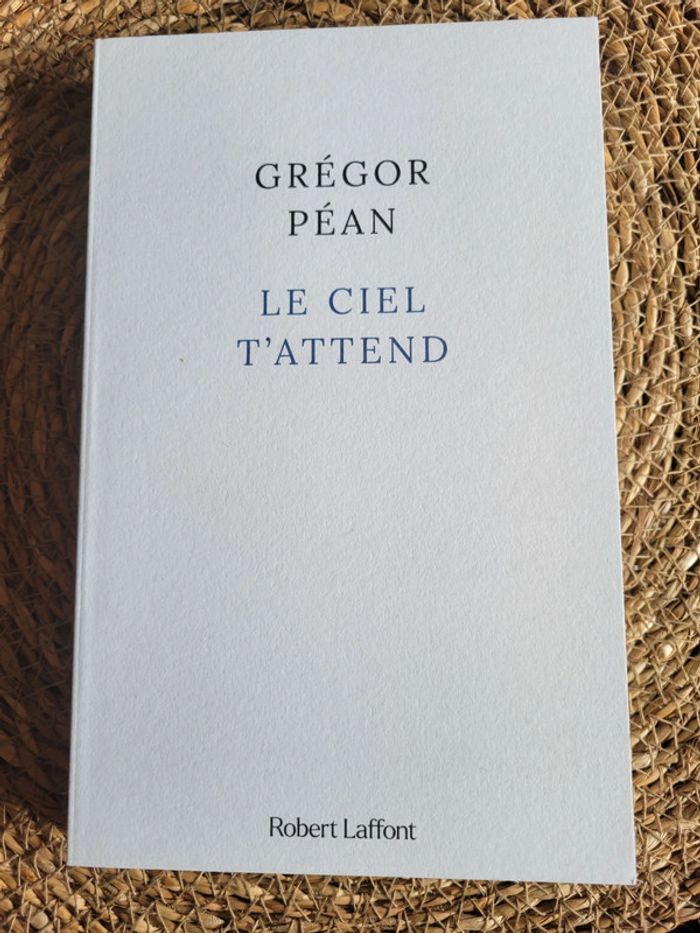 GRÉGOR
PÉAN
LE CIEL
T’ATTEND
Robert Laffont